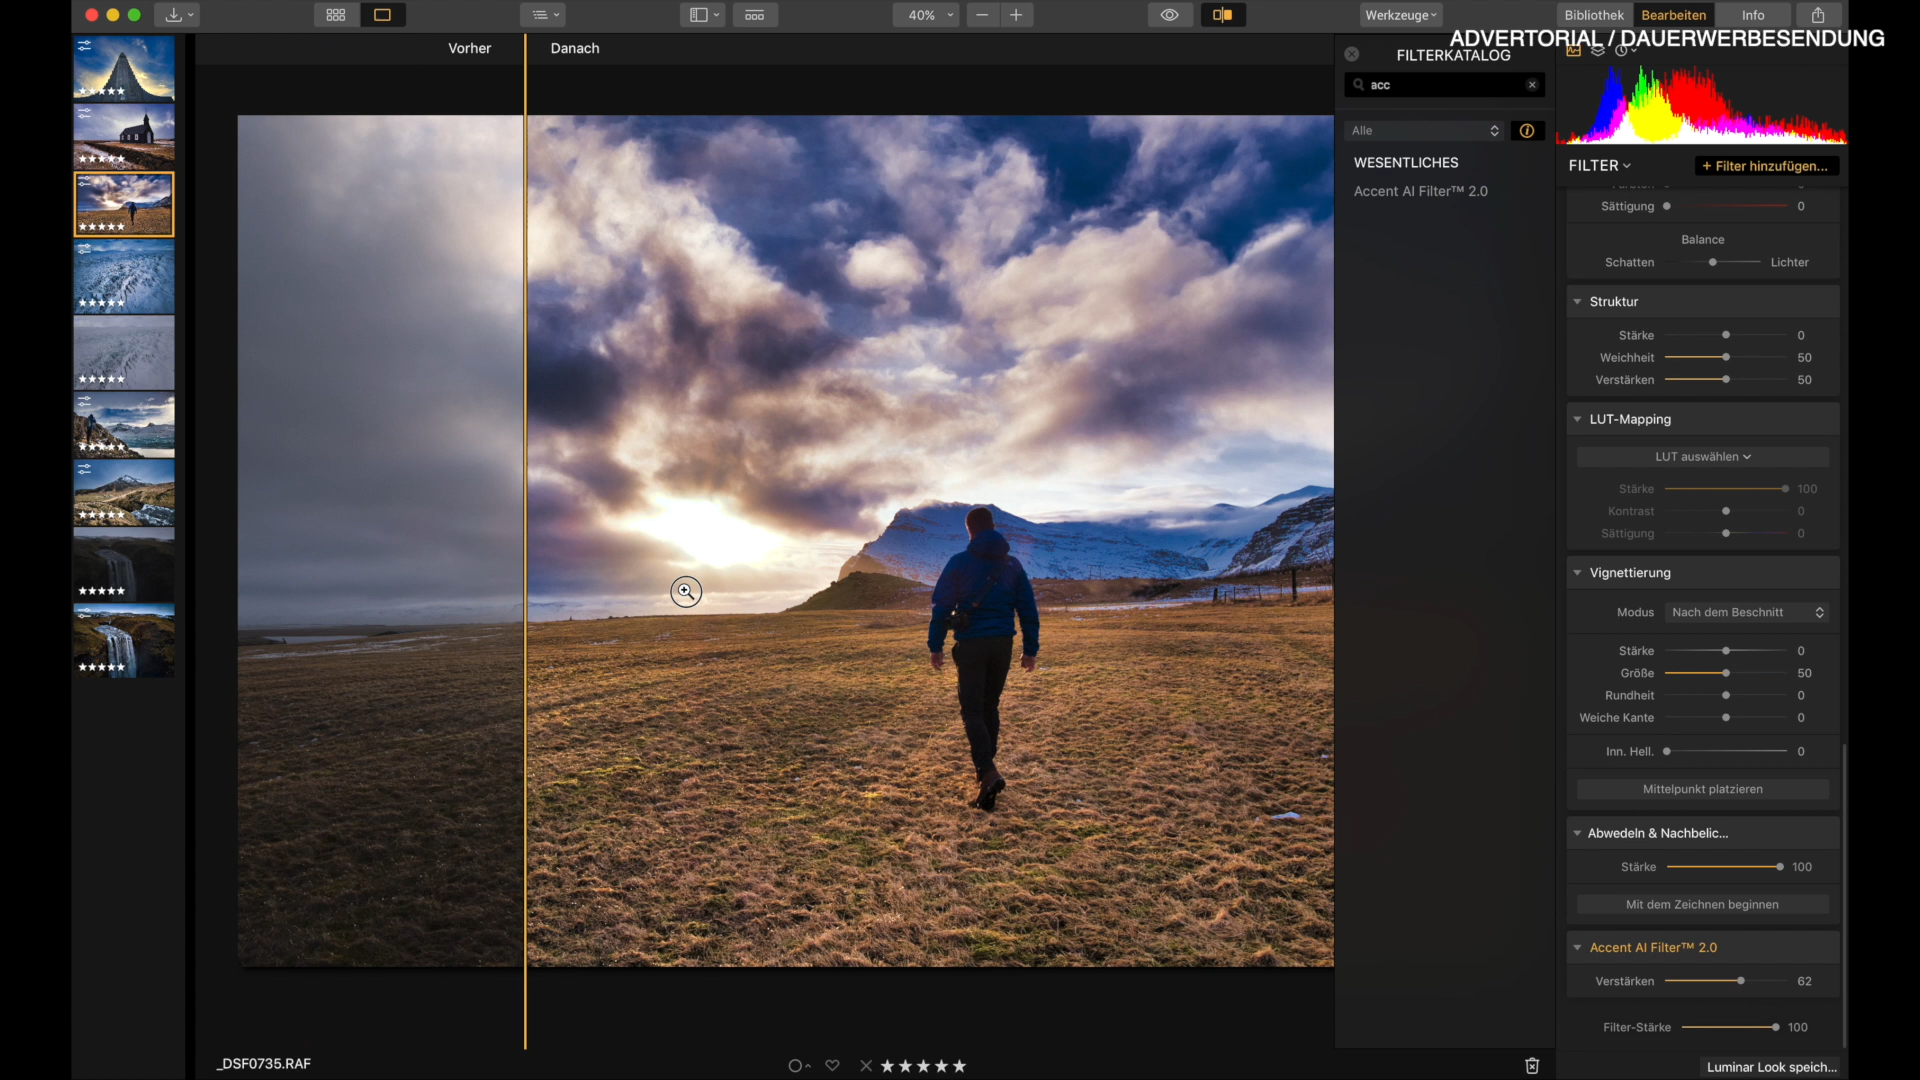 40%
Werkzeuge
Bibliothek
Bearbeiten
Info
ADVERTORIAL / DAUERWERBESENDUNG
Vorher
Danach
FILTERKATALOG
acc
Alle
WESENTLICHES
Accent AI Filter™ 2.0
FILTER
+ Filter hinzufügen...
Sättigung 0
Balance
Schatten Lichter
Struktur
Stärke 0
Weichheit 50
Verstärken 50
LUT-Mapping
LUT auswählen
Stärke 100
Kontrast 0
Sättigung 0
Vignettierung
Modus Nach dem Beschnitt
Stärke 0
Größe 50
Rundheit 0
Weiche Kante 0
Inn. Hell. 0
Mittelpunkt platzieren
Abwedeln & Nachbelic...
Stärke 100
Mit dem Zeichnen beginnen
Accent AI Filter™ 2.0
Verstärken 62
Filter-Stärke 100
_DSF0735.RAF
Luminar Look speich...